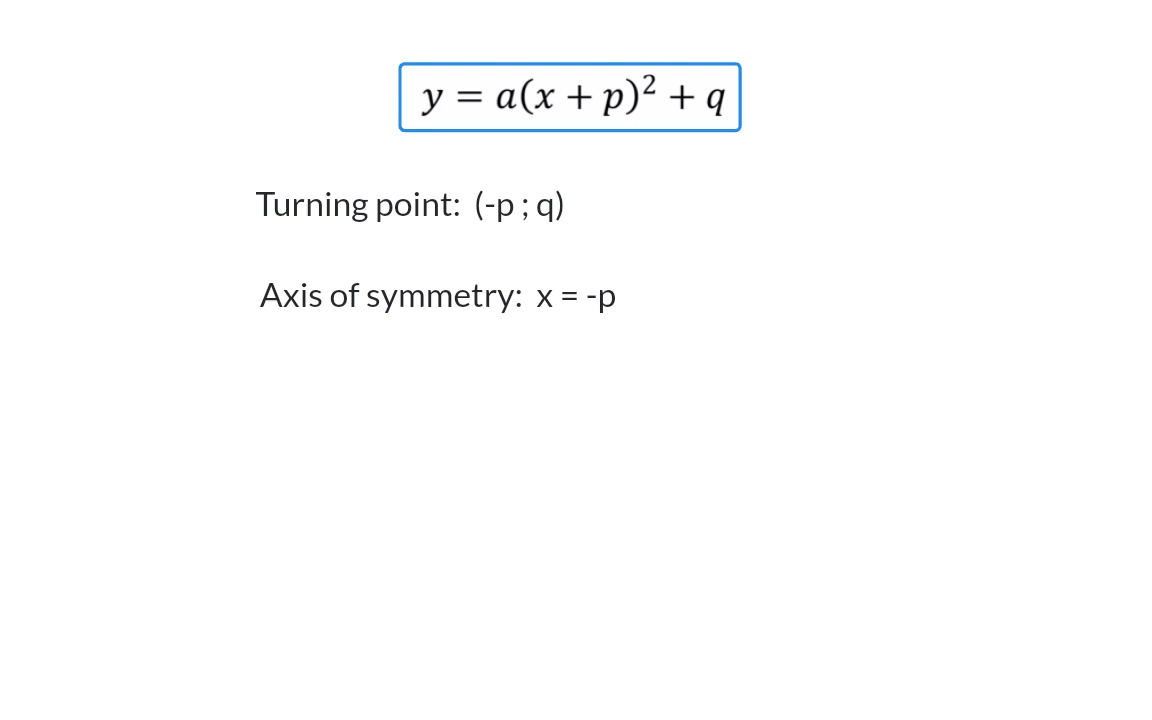 y = a(x + p)² + q
Turning point: (-p ; q)
Axis of symmetry: x = -p